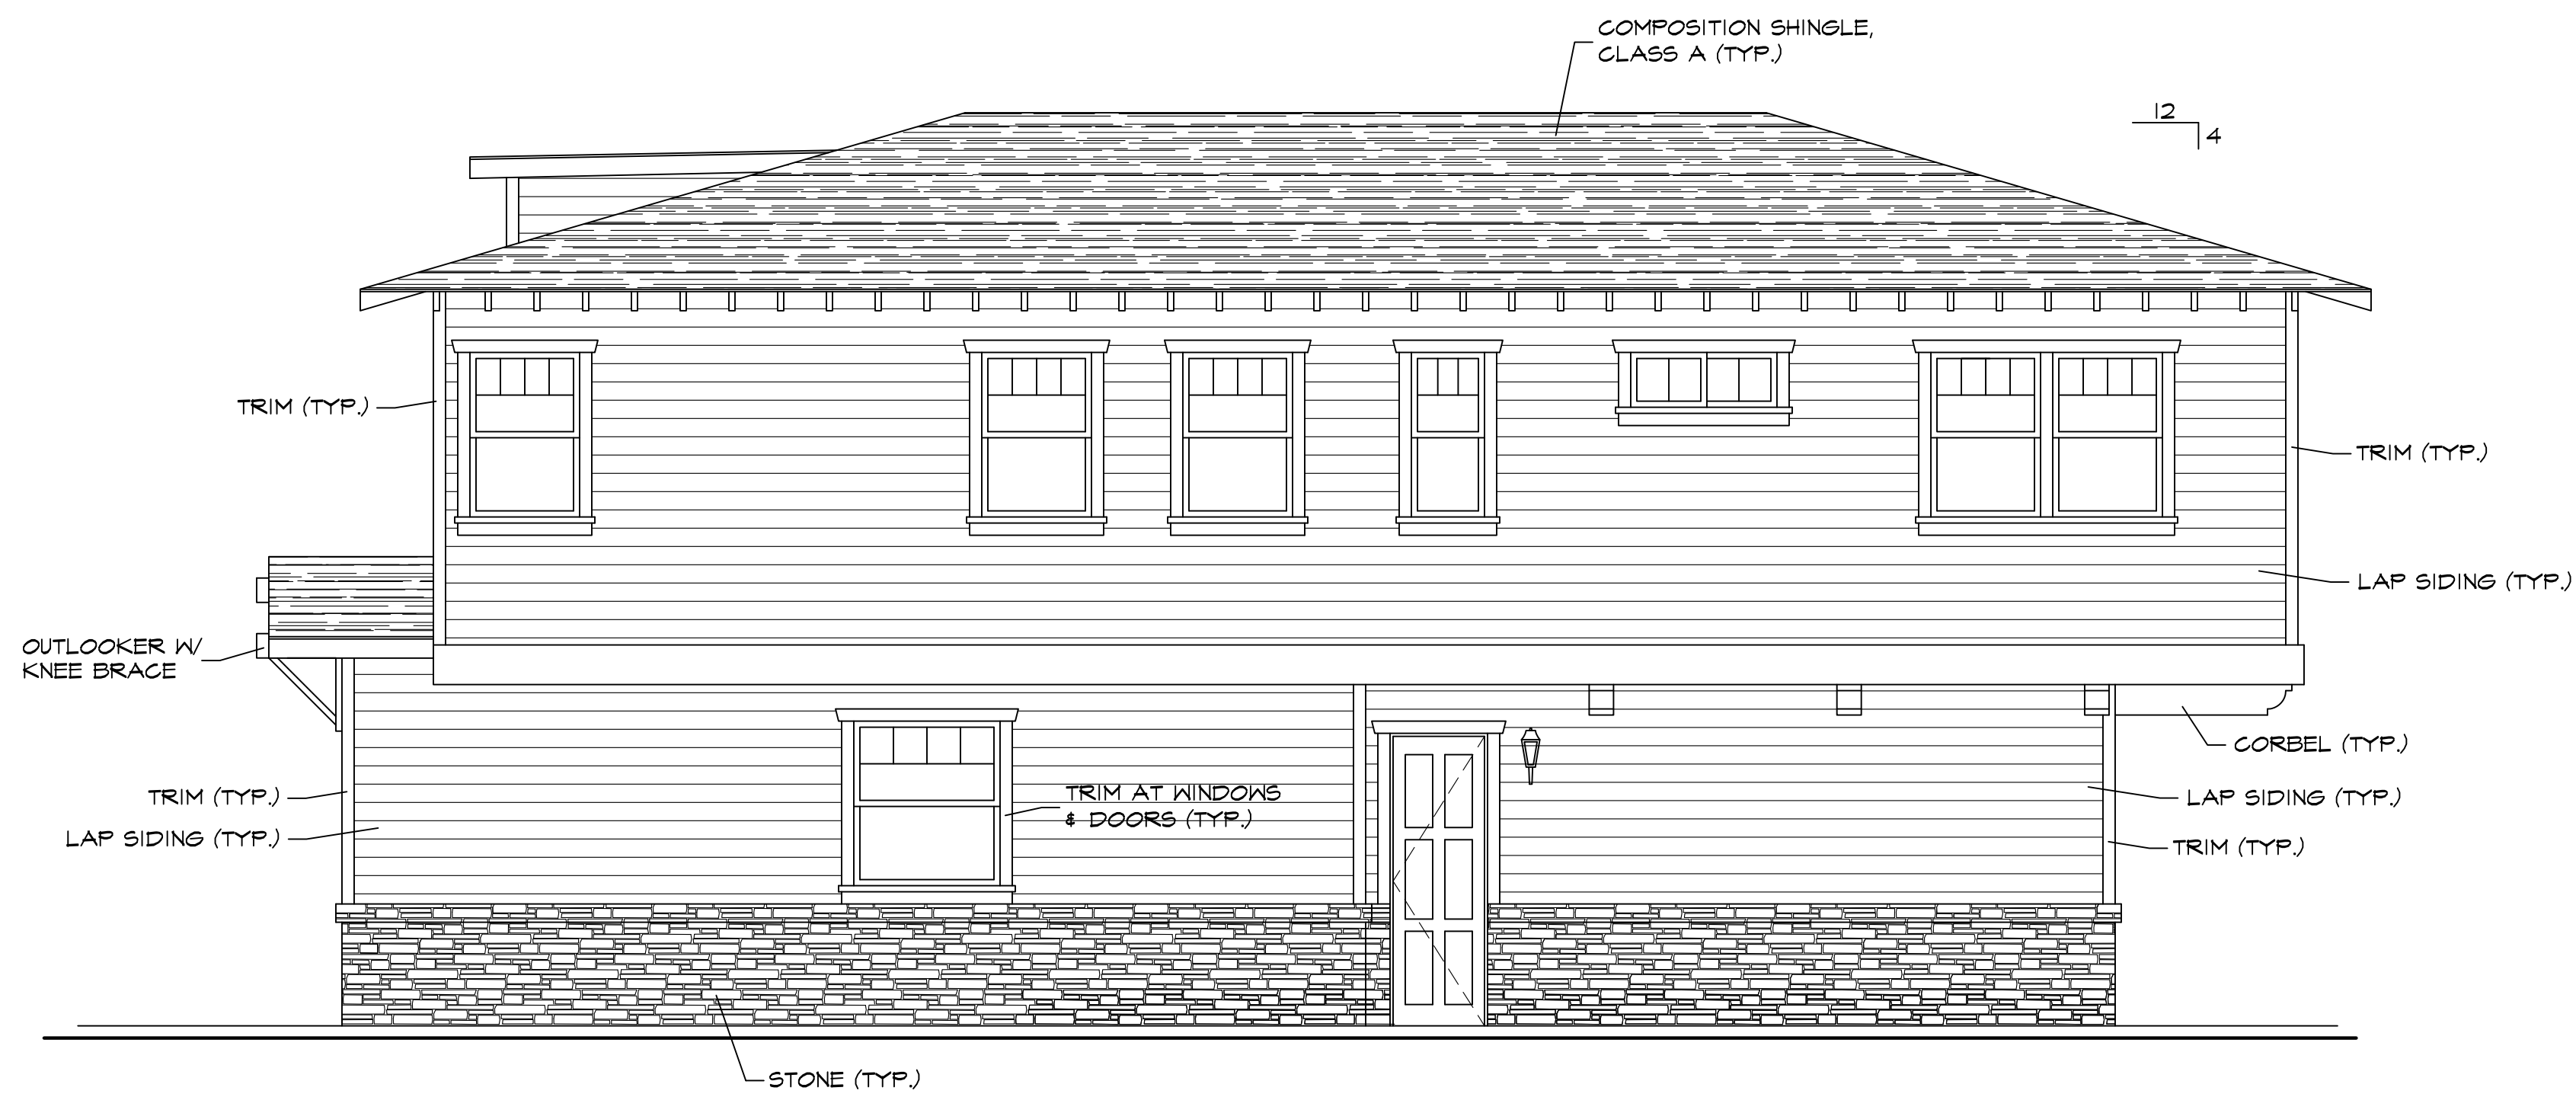 COMPOSITION SHINGLE,
CLASS A (TYP.)
12
4
TRIM (TYP.)
TRIM (TYP.)
LAP SIDING (TYP.)
OUTLOOKER W/
KNEE BRACE
CORBEL (TYP.)
TRIM (TYP.)
TRIM AT WINDOWS
& DOORS (TYP.)
LAP SIDING (TYP.)
LAP SIDING (TYP.)
TRIM (TYP.)
STONE (TYP.)